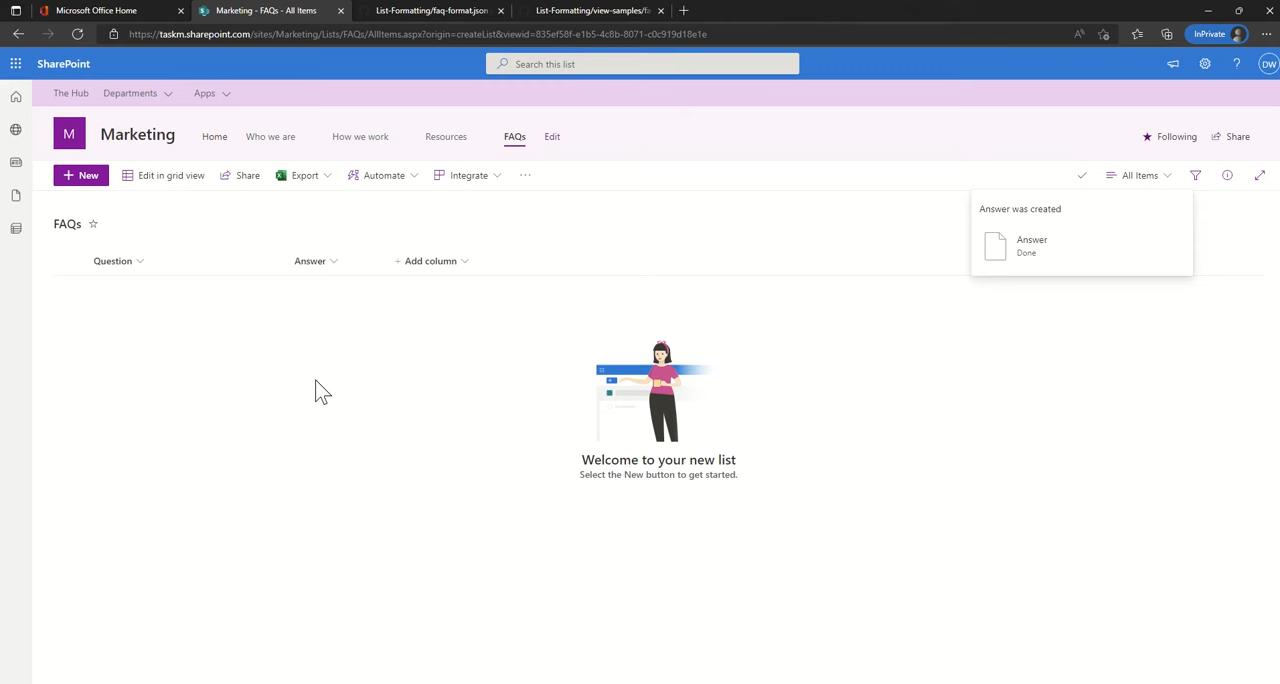 Microsoft Office Home
Marketing - FAQs - All Items
List-Formatting/faq-format.json
List-Formatting/view-samples/fa
https://taskm.sharepoint.com/sites/Marketing/Lists/FAQs/AllItems.aspx?origin=createList&viewid=835ef58f-e1b5-4c8b-8071-c0c919d18e1e
InPrivate
SharePoint
Search this list
DW
The Hub Departments Apps
M Marketing Home Who we are How we work Resources FAQs Edit Following Share
+ New Edit in grid view Share Export Automate Integrate ... All Items
Answer was created
Answer
Done
FAQs
Question Answer + Add column
Welcome to your new list
Select the New button to get started.